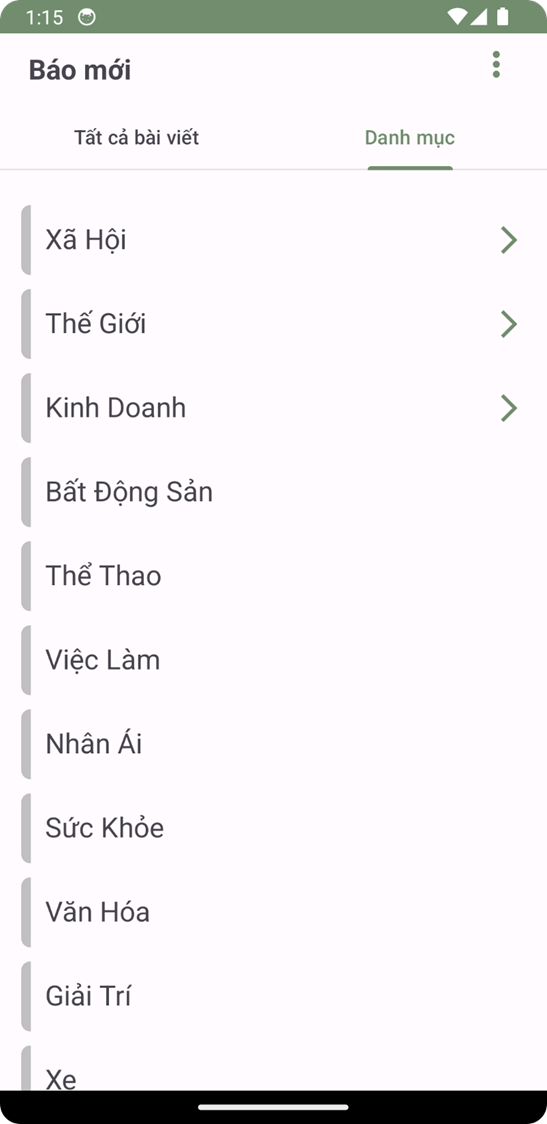 1:15
Báo mới
Tất cả bài viết
Danh mục
Xã Hội
Thế Giới
Kinh Doanh
Bất Động Sản
Thể Thao
Việc Làm
Nhân Ái
Sức Khỏe
Văn Hóa
Giải Trí
Xe